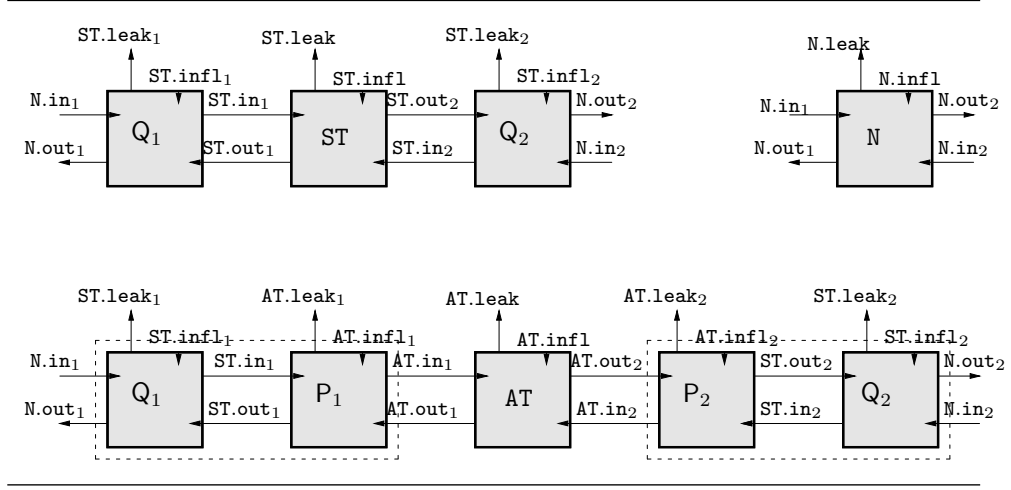 ST.leak₁ ST.leak ST.leak₂ N.leak
ST.infl₁ ST.infl ST.infl₂ N.infl
N.in₁ ST.in₁ ST.out₂ N.out₂ N.in₁ N.out₂
Q₁ ST Q₂ N
N.out₁ ST.out₁ ST.in₂ N.in₂ N.out₁ N.in₂
ST.leak₁ AT.leak₁ AT.leak AT.leak₂ ST.leak₂
ST.infl₁ AT.infl₁ AT.infl AT.infl₂ ST.infl₂
N.in₁ ST.in₁ AT.in₁ AT.out₂ ST.out₂ N.out₂
Q₁ P₁ AT P₂ Q₂
N.out₁ ST.out₁ AT.out₁ AT.in₂ ST.in₂ N.in₂